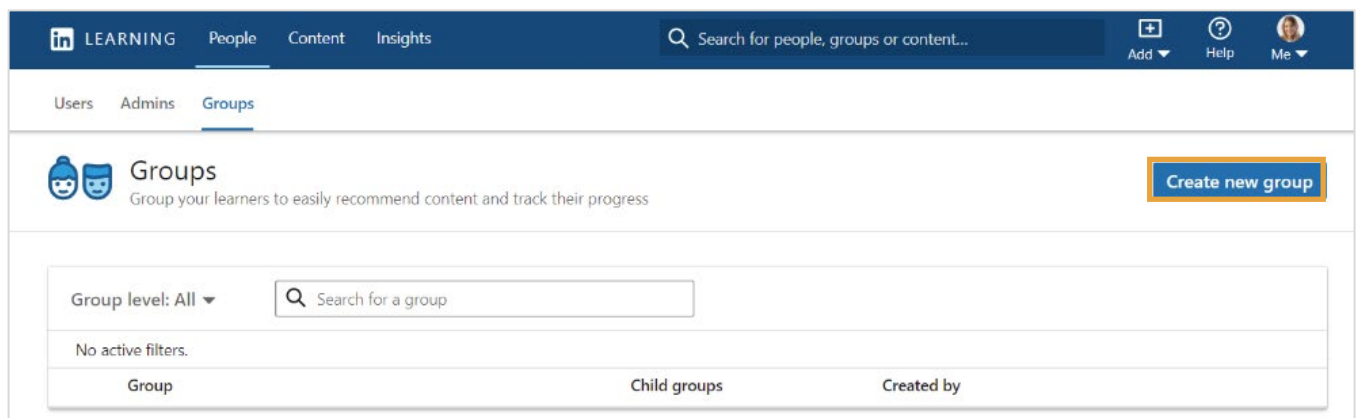 in LEARNING People Content Insights Search for people, groups or content... Add Help Me
Users Admins Groups
Groups
Group your learners to easily recommend content and track their progress
Create new group
Group level: All Search for a group
No active filters.
Group Child groups Created by